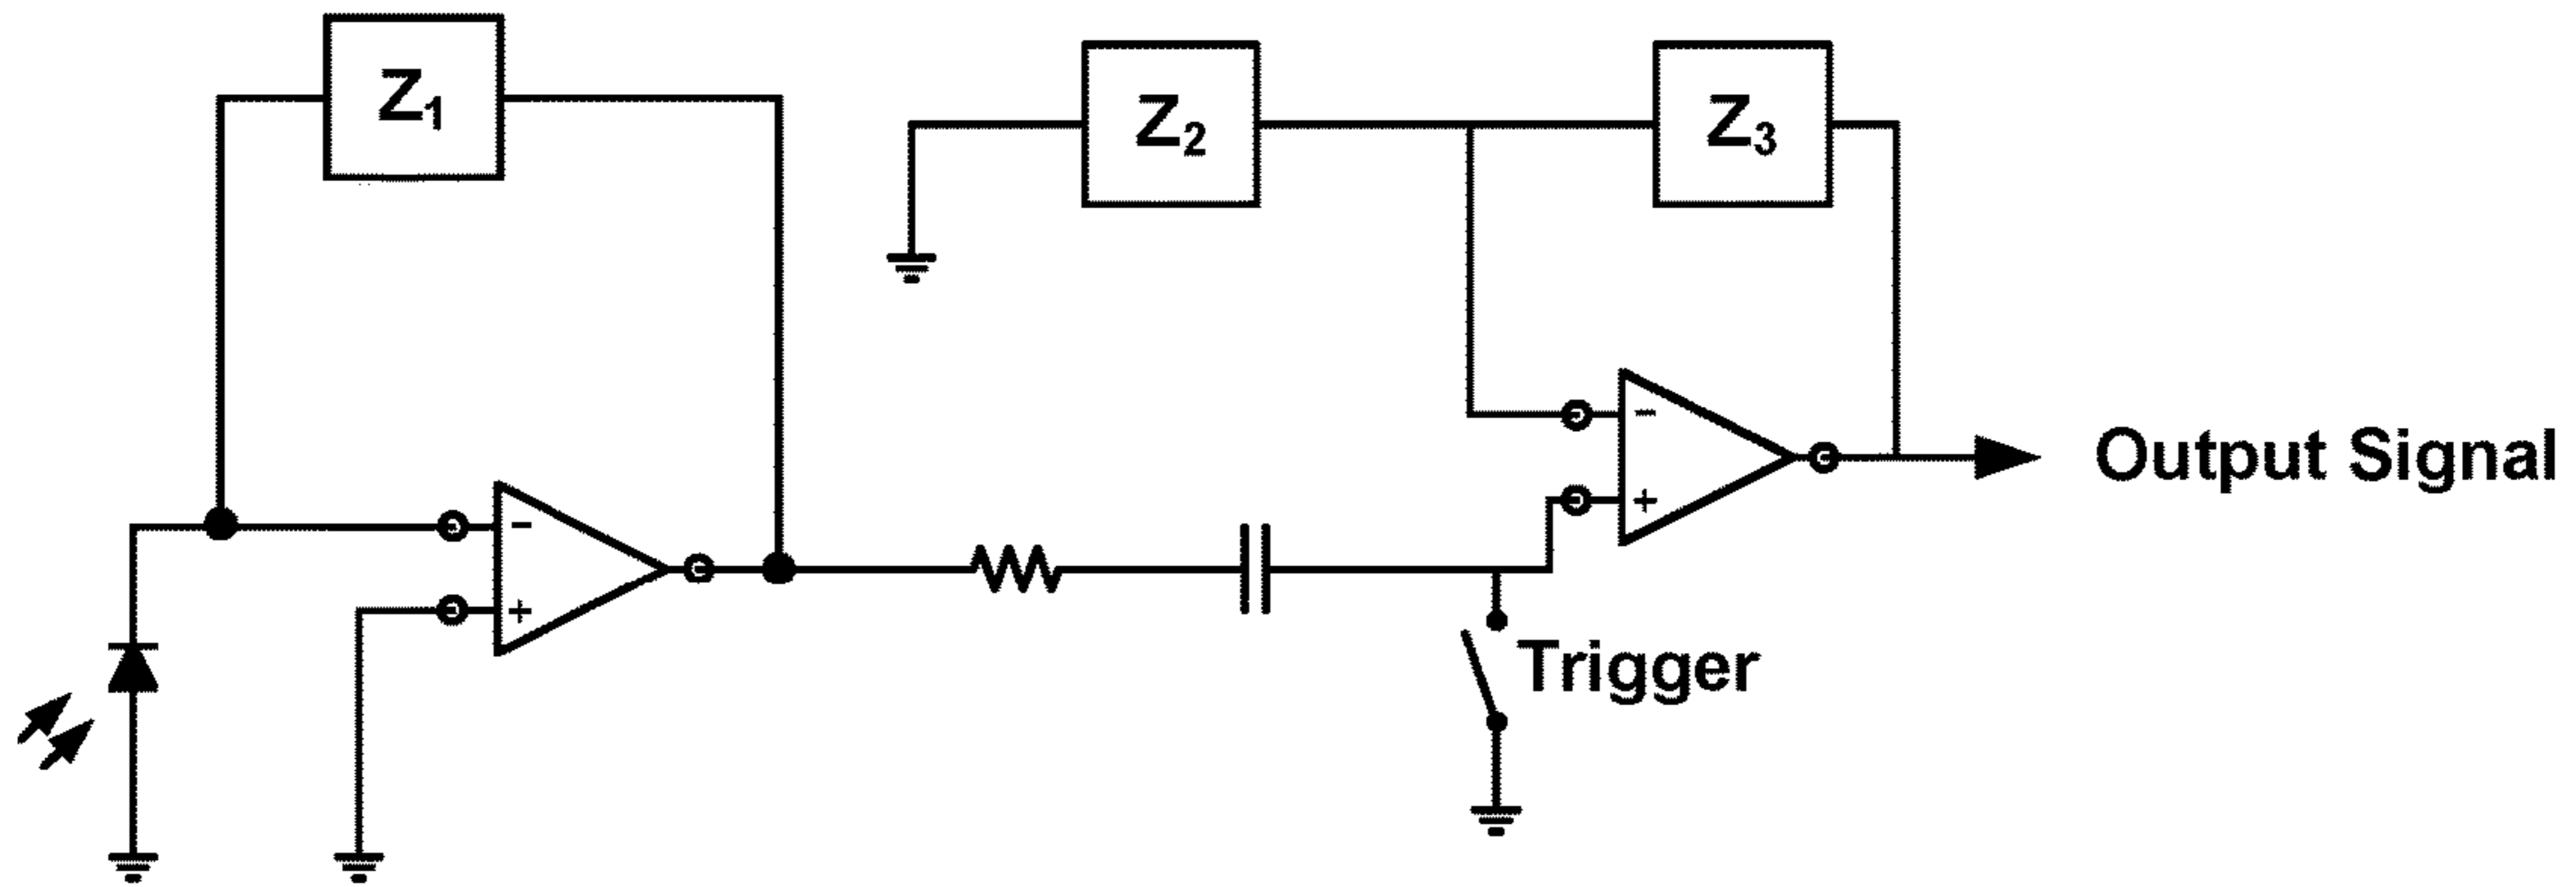 Z1
Z2
Z3
−
+
−
+
Output Signal
Trigger